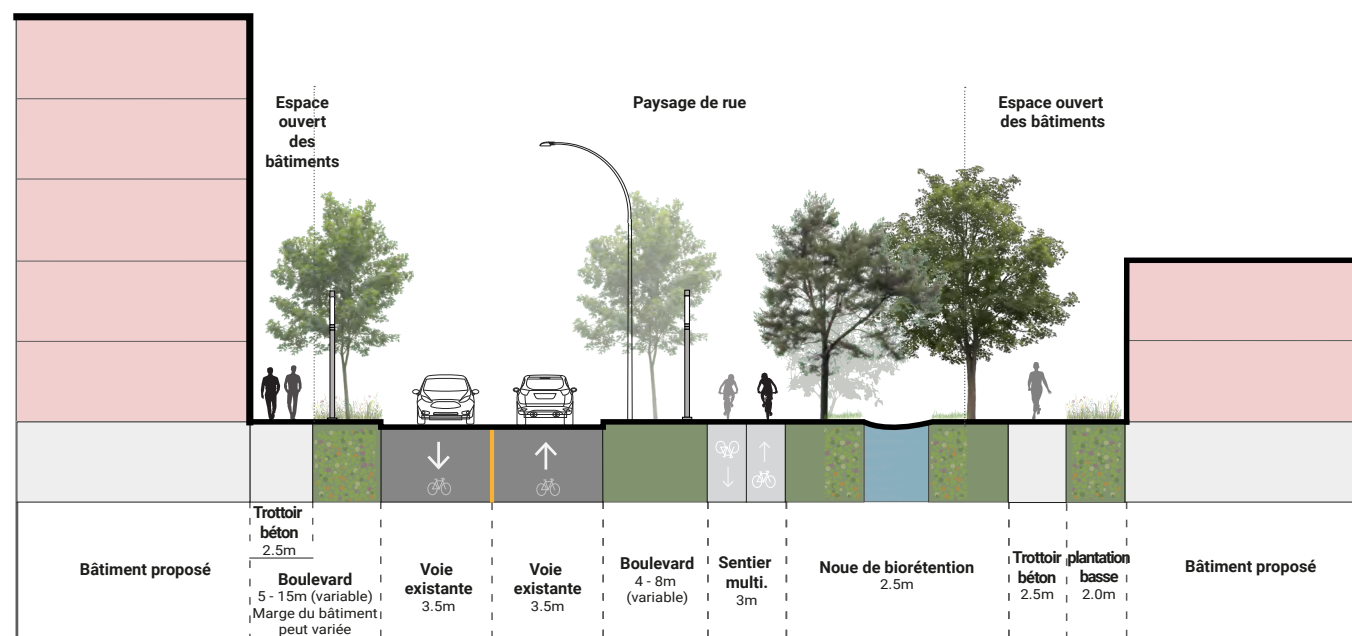 Espace
ouvert
des
bâtiments
Paysage de rue
Espace ouvert
des bâtiments
Bâtiment proposé
Trottoir
béton
2.5m
Boulevard
5 - 15m (variable)
Marge du bâtiment
peut variée
Voie
existante
3.5m
Voie
existante
3.5m
Boulevard
4 - 8m
(variable)
Sentier
multi.
3m
Noue de biorétention
2.5m
Trottoir
béton
2.5m
plantation
basse
2.0m
Bâtiment proposé